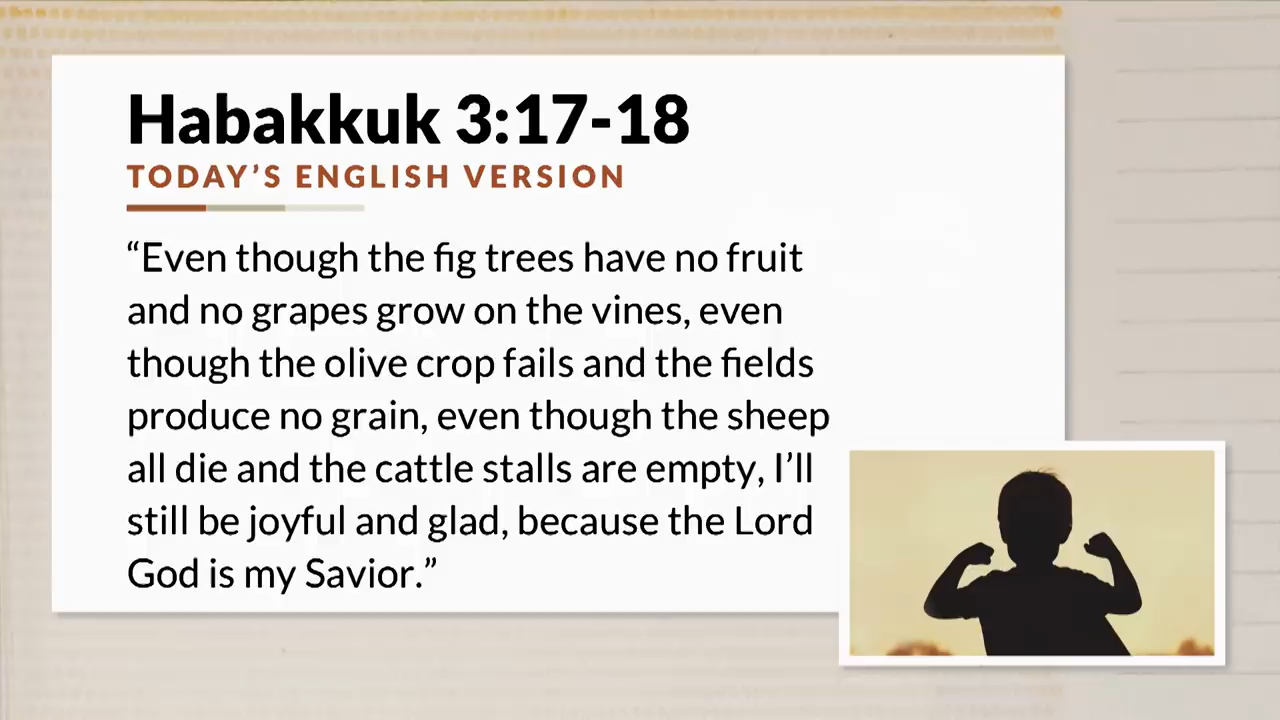 Habakkuk 3:17-18
TODAY’S ENGLISH VERSION
“Even though the fig trees have no fruit
and no grapes grow on the vines, even
though the olive crop fails and the fields
produce no grain, even though the sheep
all die and the cattle stalls are empty, I’ll
still be joyful and glad, because the Lord
God is my Savior.”